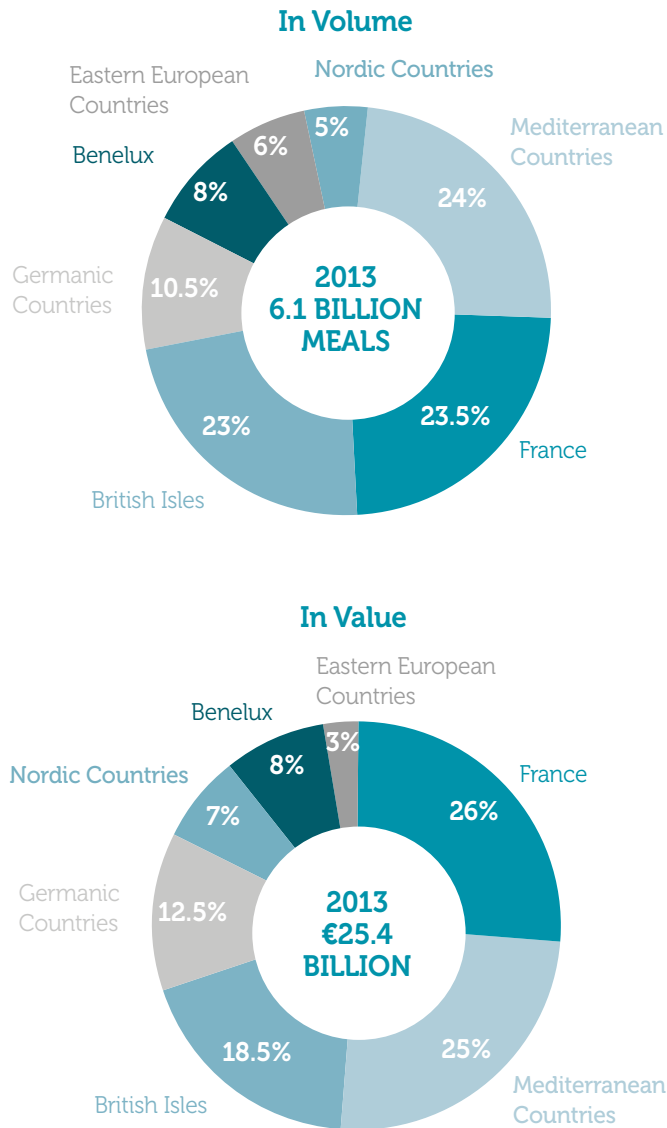 In Volume
Eastern European
Countries
Nordic Countries
Mediterranean
Countries
Benelux
Germanic
Countries
British Isles
France
5%
6%
8%
24%
10.5%
23%
23.5%
2013
6.1 BILLION
MEALS
In Value
Eastern European
Countries
Benelux
Nordic Countries
France
Germanic
Countries
British Isles
Mediterranean
Countries
3%
8%
7%
26%
12.5%
18.5%
25%
2013
€25.4
BILLION